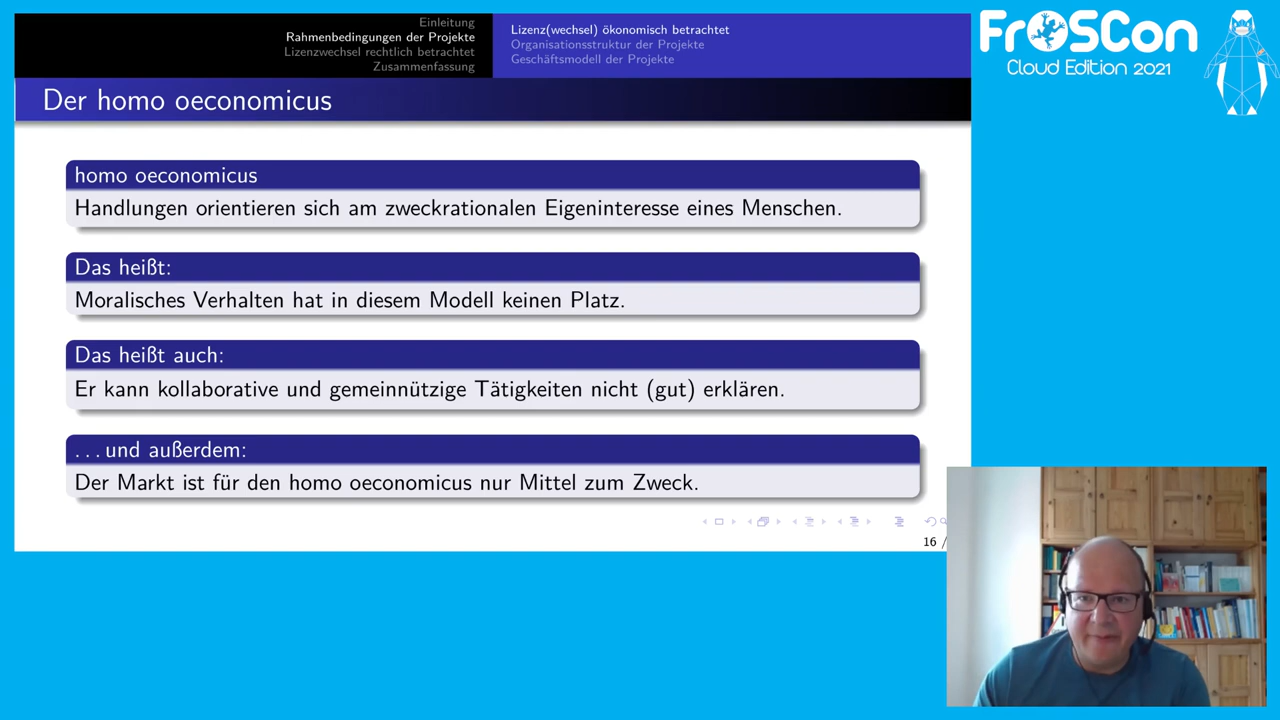 Einleitung
Rahmenbedingungen der Projekte
Lizenzwechsel rechtlich betrachtet
Zusammenfassung
Lizenz(wechsel) ökonomisch betrachtet
Organisationsstruktur der Projekte
Geschäftsmodell der Projekte
FrOSCon
Cloud Edition 2021
Der homo oeconomicus
homo oeconomicus
Handlungen orientieren sich am zweckrationalen Eigeninteresse eines Menschen.
Das heißt:
Moralisches Verhalten hat in diesem Modell keinen Platz.
Das heißt auch:
Er kann kollaborative und gemeinnützige Tätigkeiten nicht (gut) erklären.
...und außerdem:
Der Markt ist für den homo oeconomicus nur Mittel zum Zweck.
16 /